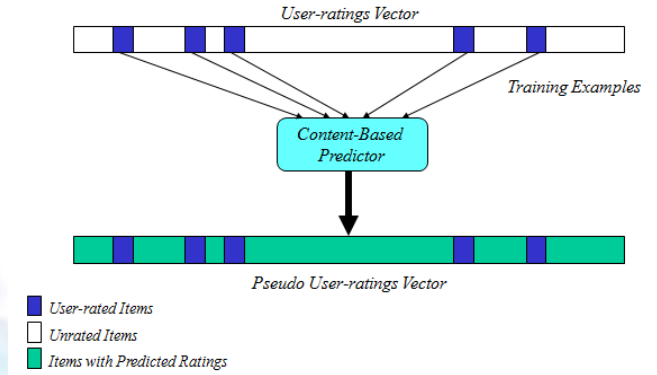 User-ratings Vector
Training Examples
Content-Based
Predictor
Pseudo User-ratings Vector
User-rated Items
Unrated Items
Items with Predicted Ratings